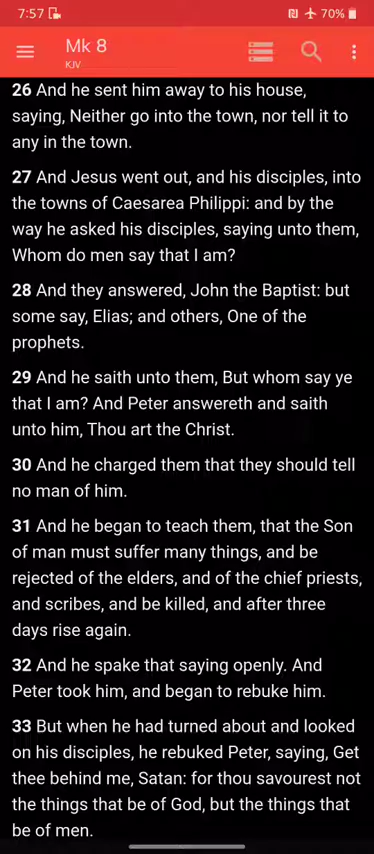 7:57 70%
Mk 8
KJV
26 And he sent him away to his house,
saying, Neither go into the town, nor tell it to
any in the town.
27 And Jesus went out, and his disciples, into
the towns of Caesarea Philippi: and by the
way he asked his disciples, saying unto them,
Whom do men say that I am?
28 And they answered, John the Baptist: but
some say, Elias; and others, One of the
prophets.
29 And he saith unto them, But whom say ye
that I am? And Peter answereth and saith
unto him, Thou art the Christ.
30 And he charged them that they should tell
no man of him.
31 And he began to teach them, that the Son
of man must suffer many things, and be
rejected of the elders, and of the chief priests,
and scribes, and be killed, and after three
days rise again.
32 And he spake that saying openly. And
Peter took him, and began to rebuke him.
33 But when he had turned about and looked
on his disciples, he rebuked Peter, saying, Get
thee behind me, Satan: for thou savourest not
the things that be of God, but the things that
be of men.